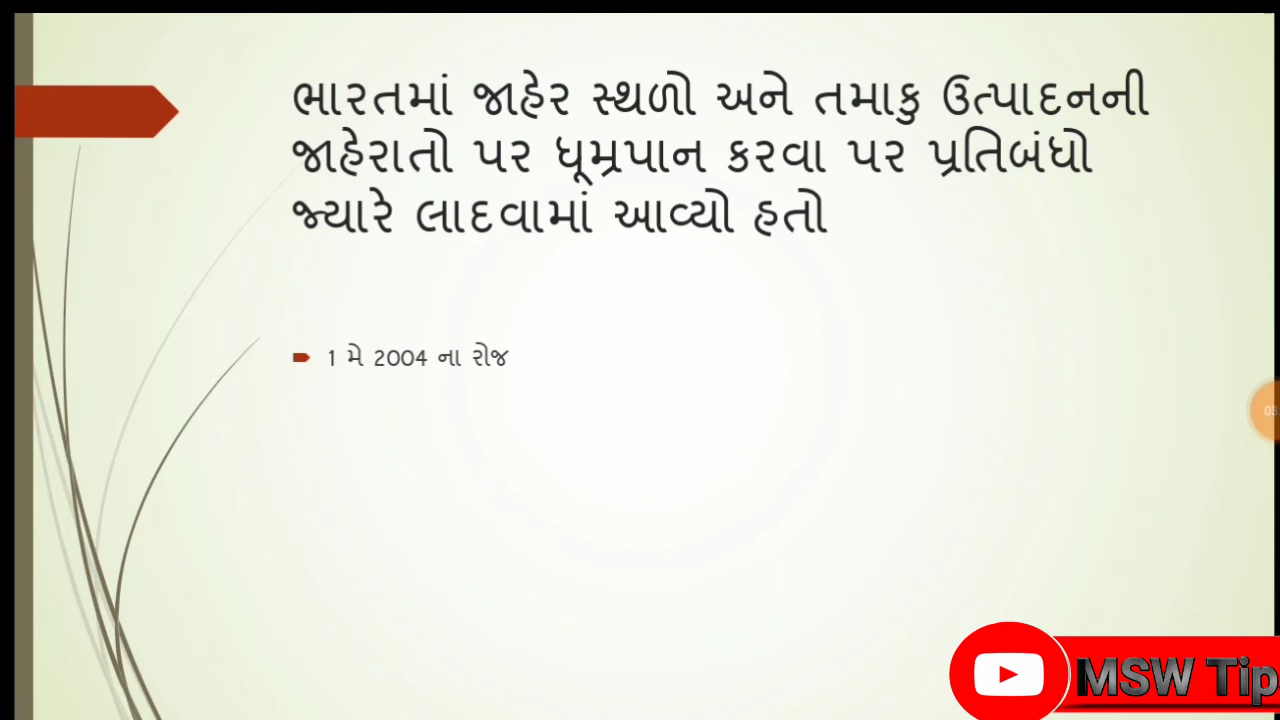 ભારતમાં જાહેર સ્થળો અને તમાકુ ઉત્પાદનની
જાહેરાતો પર ધૂમ્રપાન કરવા પર પ્રતિબંધો
જ્યારે લાદવામાં આવ્યો હતો
1 મે 2004 ના રોજ
MSW Tip